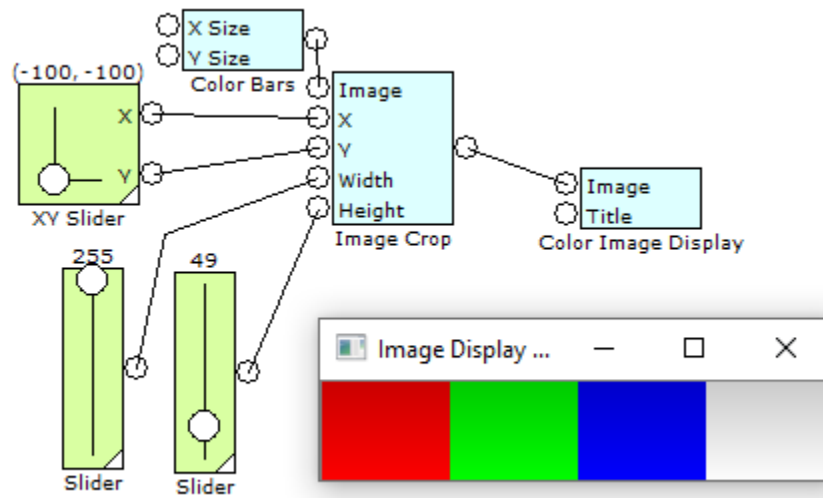 X Size
Y Size
Color Bars
(-100, -100)
X
Y
XY Slider
Image
X
Y
Width
Height
Image Crop
Image
Title
Color Image Display
255
Slider
49
Slider
Image Display ...